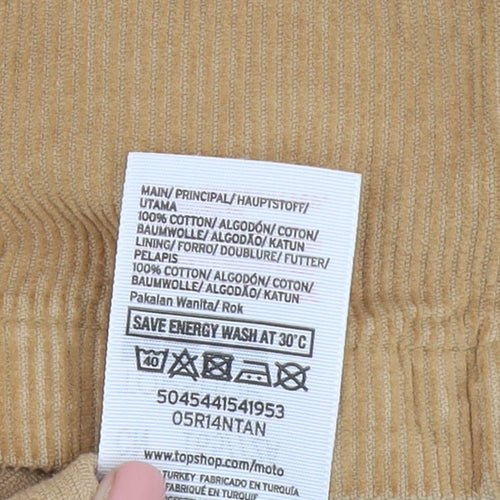 MAIN/ PRINCIPAL/ HAUPTSTOFF/
UTAMA
100% COTTON/ ALGODÓN/ COTON/
BAUMWOLLE/ ALGODÃO/ KATUN
LINING/ FORRO/ DOUBLURE/ FUTTER/
PELAPIS
100% COTTON/ ALGODÓN/ COTON/
BAUMWOLLE/ ALGODÃO/ KATUN
Pakaian Wanita/ Rok
SAVE ENERGY WASH AT 30°C
40
5045441541953
05R14NTAN
www.topshop.com/moto
TURKEY FABRICADO EN TURQUÍA
FABRIQUÉ EN TURQUIE